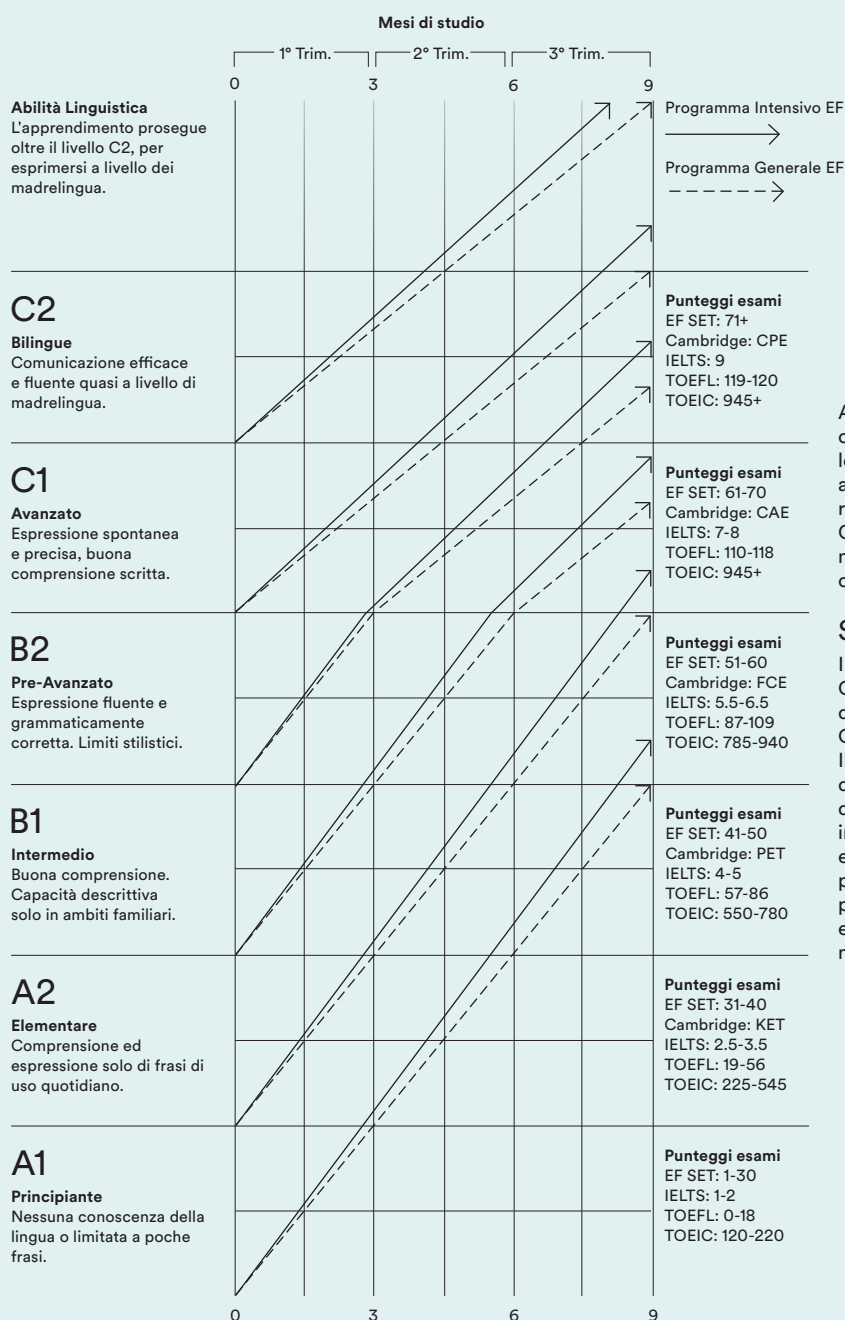 Mesi di studio
1° Trim. 2° Trim. 3° Trim.
0 3 6 9
Abilità Linguistica
L'apprendimento prosegue
oltre il livello C2, per
esprimersi a livello dei
madrelingua.
Programma Intensivo EF
Programma Generale EF
C2
Bilingue
Comunicazione efficace
e fluente quasi a livello di
madrelingua.
Punteggi esami
EF SET: 71+
Cambridge: CPE
IELTS: 9
TOEFL: 119-120
TOEIC: 945+
C1
Avanzato
Espressione spontanea
e precisa, buona
comprensione scritta.
Punteggi esami
EF SET: 61-70
Cambridge: CAE
IELTS: 7-8
TOEFL: 110-118
TOEIC: 945+
B2
Pre-Avanzato
Espressione fluente e
grammaticamente
corretta. Limiti stilistici.
Punteggi esami
EF SET: 51-60
Cambridge: FCE
IELTS: 5.5-6.5
TOEFL: 87-109
TOEIC: 785-940
B1
Intermedio
Buona comprensione.
Capacità descrittiva
solo in ambiti familiari.
Punteggi esami
EF SET: 41-50
Cambridge: PET
IELTS: 4-5
TOEFL: 57-86
TOEIC: 550-780
A2
Elementare
Comprensione ed
espressione solo di frasi di
uso quotidiano.
Punteggi esami
EF SET: 31-40
Cambridge: KET
IELTS: 2.5-3.5
TOEFL: 19-56
TOEIC: 225-545
A1
Principiante
Nessuna conoscenza della
lingua o limitata a poche
frasi.
Punteggi esami
EF SET: 1-30
IELTS: 1-2
TOEFL: 0-18
TOEIC: 120-220
0 3 6 9